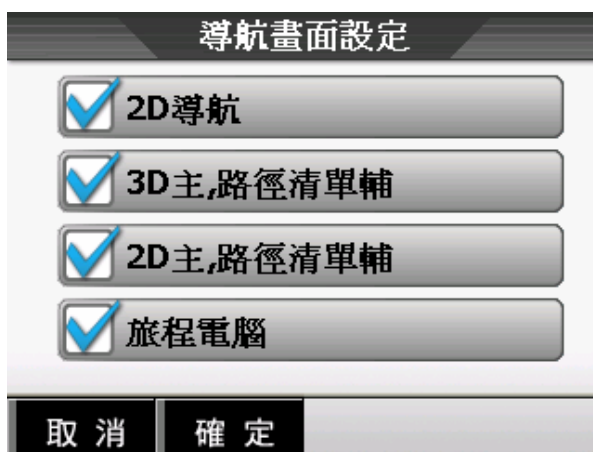 導航畫面設定
2D導航
3D主,路徑清單輔
2D主,路徑清單輔
旅程電腦
取 消 確 定